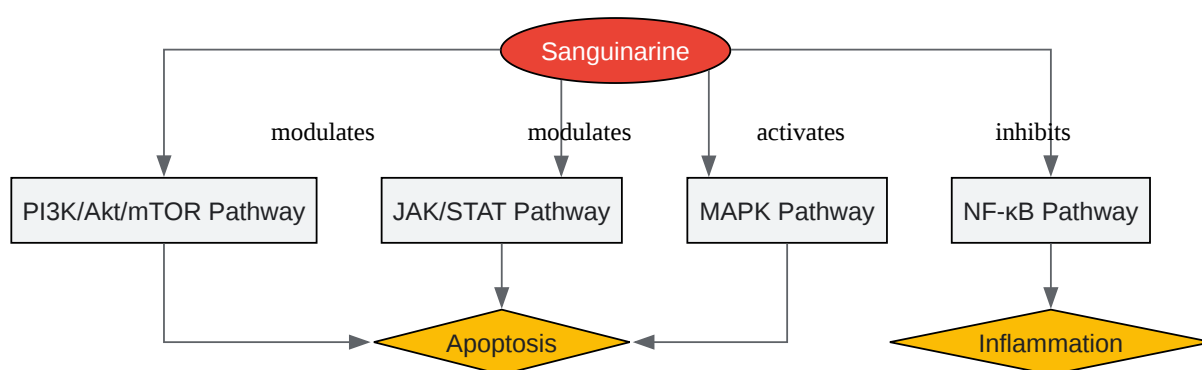 Sanguinarine
modulates
modulates
activates
inhibits
PI3K/Akt/mTOR Pathway
JAK/STAT Pathway
MAPK Pathway
NF-κB Pathway
Apoptosis
Inflammation